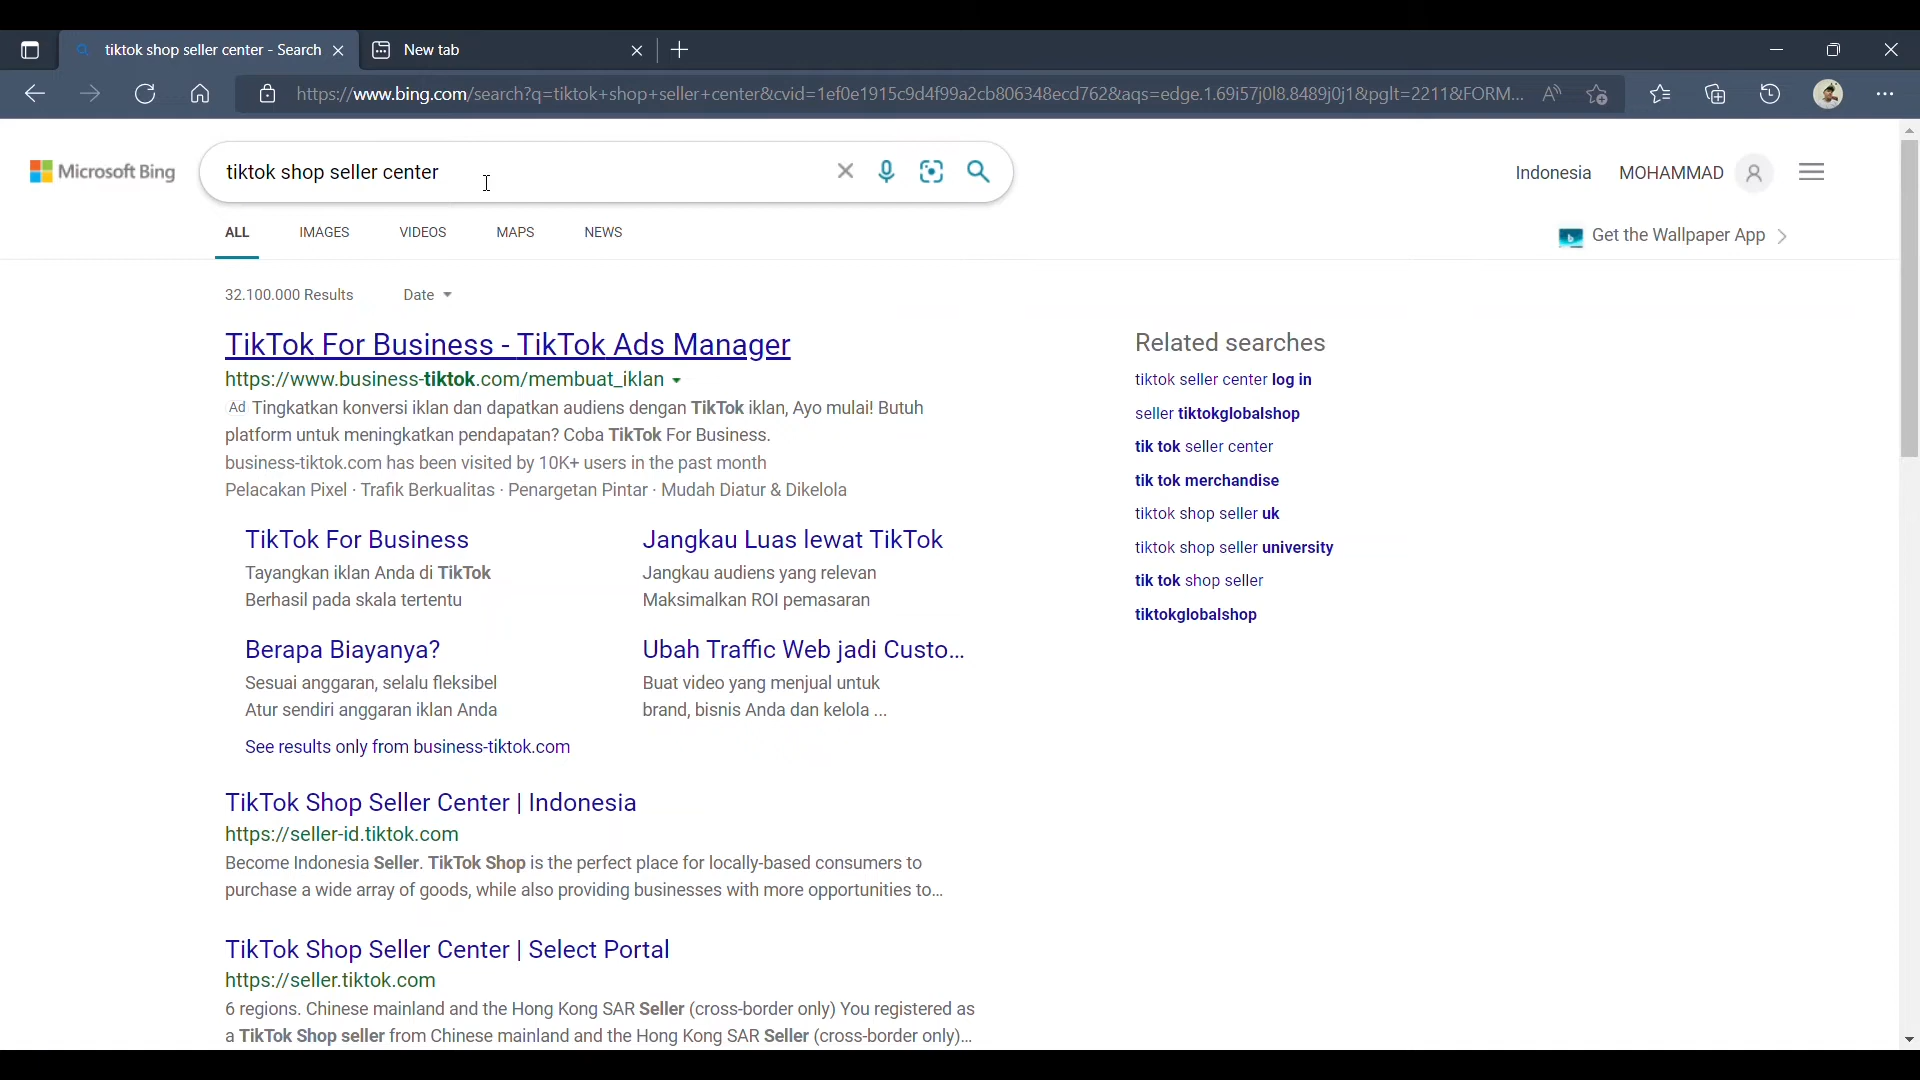 tiktok shop seller center - Search
New tab
https://www.bing.com/search?q=tiktok+shop+seller+center&cvid=1ef0e1915c9d4f99a2cb806348ecd762&aqs=edge.1.69i57j0l8.8489j0j1&pglt=2211&FORM...
Microsoft Bing
tiktok shop seller center
Indonesia
MOHAMMAD
ALL
IMAGES
VIDEOS
MAPS
NEWS
Get the Wallpaper App
32.100.000 Results
Date
TikTok For Business - TikTok Ads Manager
https://www.business-tiktok.com/membuat_iklan
Ad Tingkatkan konversi iklan dan dapatkan audiens dengan TikTok iklan, Ayo mulai! Butuh
platform untuk meningkatkan pendapatan? Coba TikTok For Business.
business-tiktok.com has been visited by 10K+ users in the past month
Pelacakan Pixel · Trafik Berkualitas · Penargetan Pintar · Mudah Diatur & Dikelola
TikTok For Business
Tayangkan iklan Anda di TikTok
Berhasil pada skala tertentu
Jangkau Luas lewat TikTok
Jangkau audiens yang relevan
Maksimalkan ROI pemasaran
Berapa Biayanya?
Sesuai anggaran, selalu fleksibel
Atur sendiri anggaran iklan Anda
Ubah Traffic Web jadi Custo...
Buat video yang menjual untuk
brand, bisnis Anda dan kelola ...
See results only from business-tiktok.com
TikTok Shop Seller Center | Indonesia
https://seller-id.tiktok.com
Become Indonesia Seller. TikTok Shop is the perfect place for locally-based consumers to
purchase a wide array of goods, while also providing businesses with more opportunities to...
TikTok Shop Seller Center | Select Portal
https://seller.tiktok.com
6 regions. Chinese mainland and the Hong Kong SAR Seller (cross-border only) You registered as
a TikTok Shop seller from Chinese mainland and the Hong Kong SAR Seller (cross-border only)...
Related searches
tiktok seller center log in
seller tiktokglobalshop
tik tok seller center
tik tok merchandise
tiktok shop seller uk
tiktok shop seller university
tik tok shop seller
tiktokglobalshop